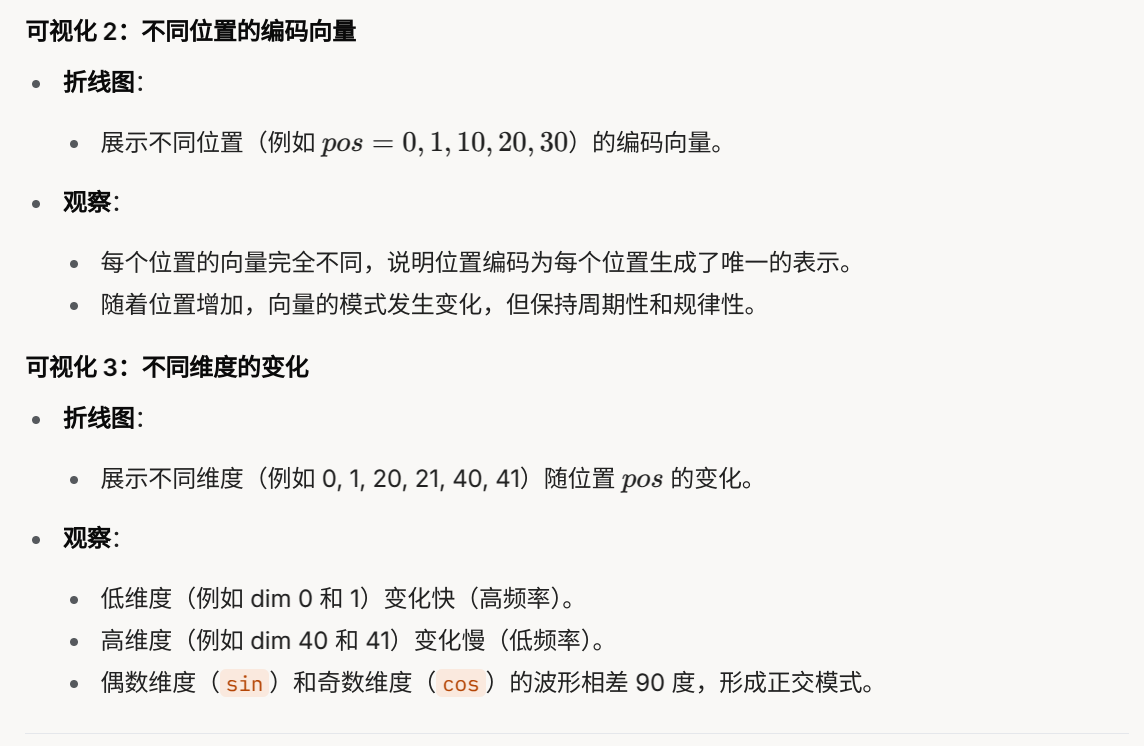 可视化 2：不同位置的编码向量
折线图：
展示不同位置（例如 pos = 0, 1, 10, 20, 30）的编码向量。
观察：
每个位置的向量完全不同，说明位置编码为每个位置生成了唯一的表示。
随着位置增加，向量的模式发生变化，但保持周期性和规律性。
可视化 3：不同维度的变化
折线图：
展示不同维度（例如 0, 1, 20, 21, 40, 41）随位置 pos 的变化。
观察：
低维度（例如 dim 0 和 1）变化快（高频率）。
高维度（例如 dim 40 和 41）变化慢（低频率）。
偶数维度（sin）和奇数维度（cos）的波形相差 90 度，形成正交模式。